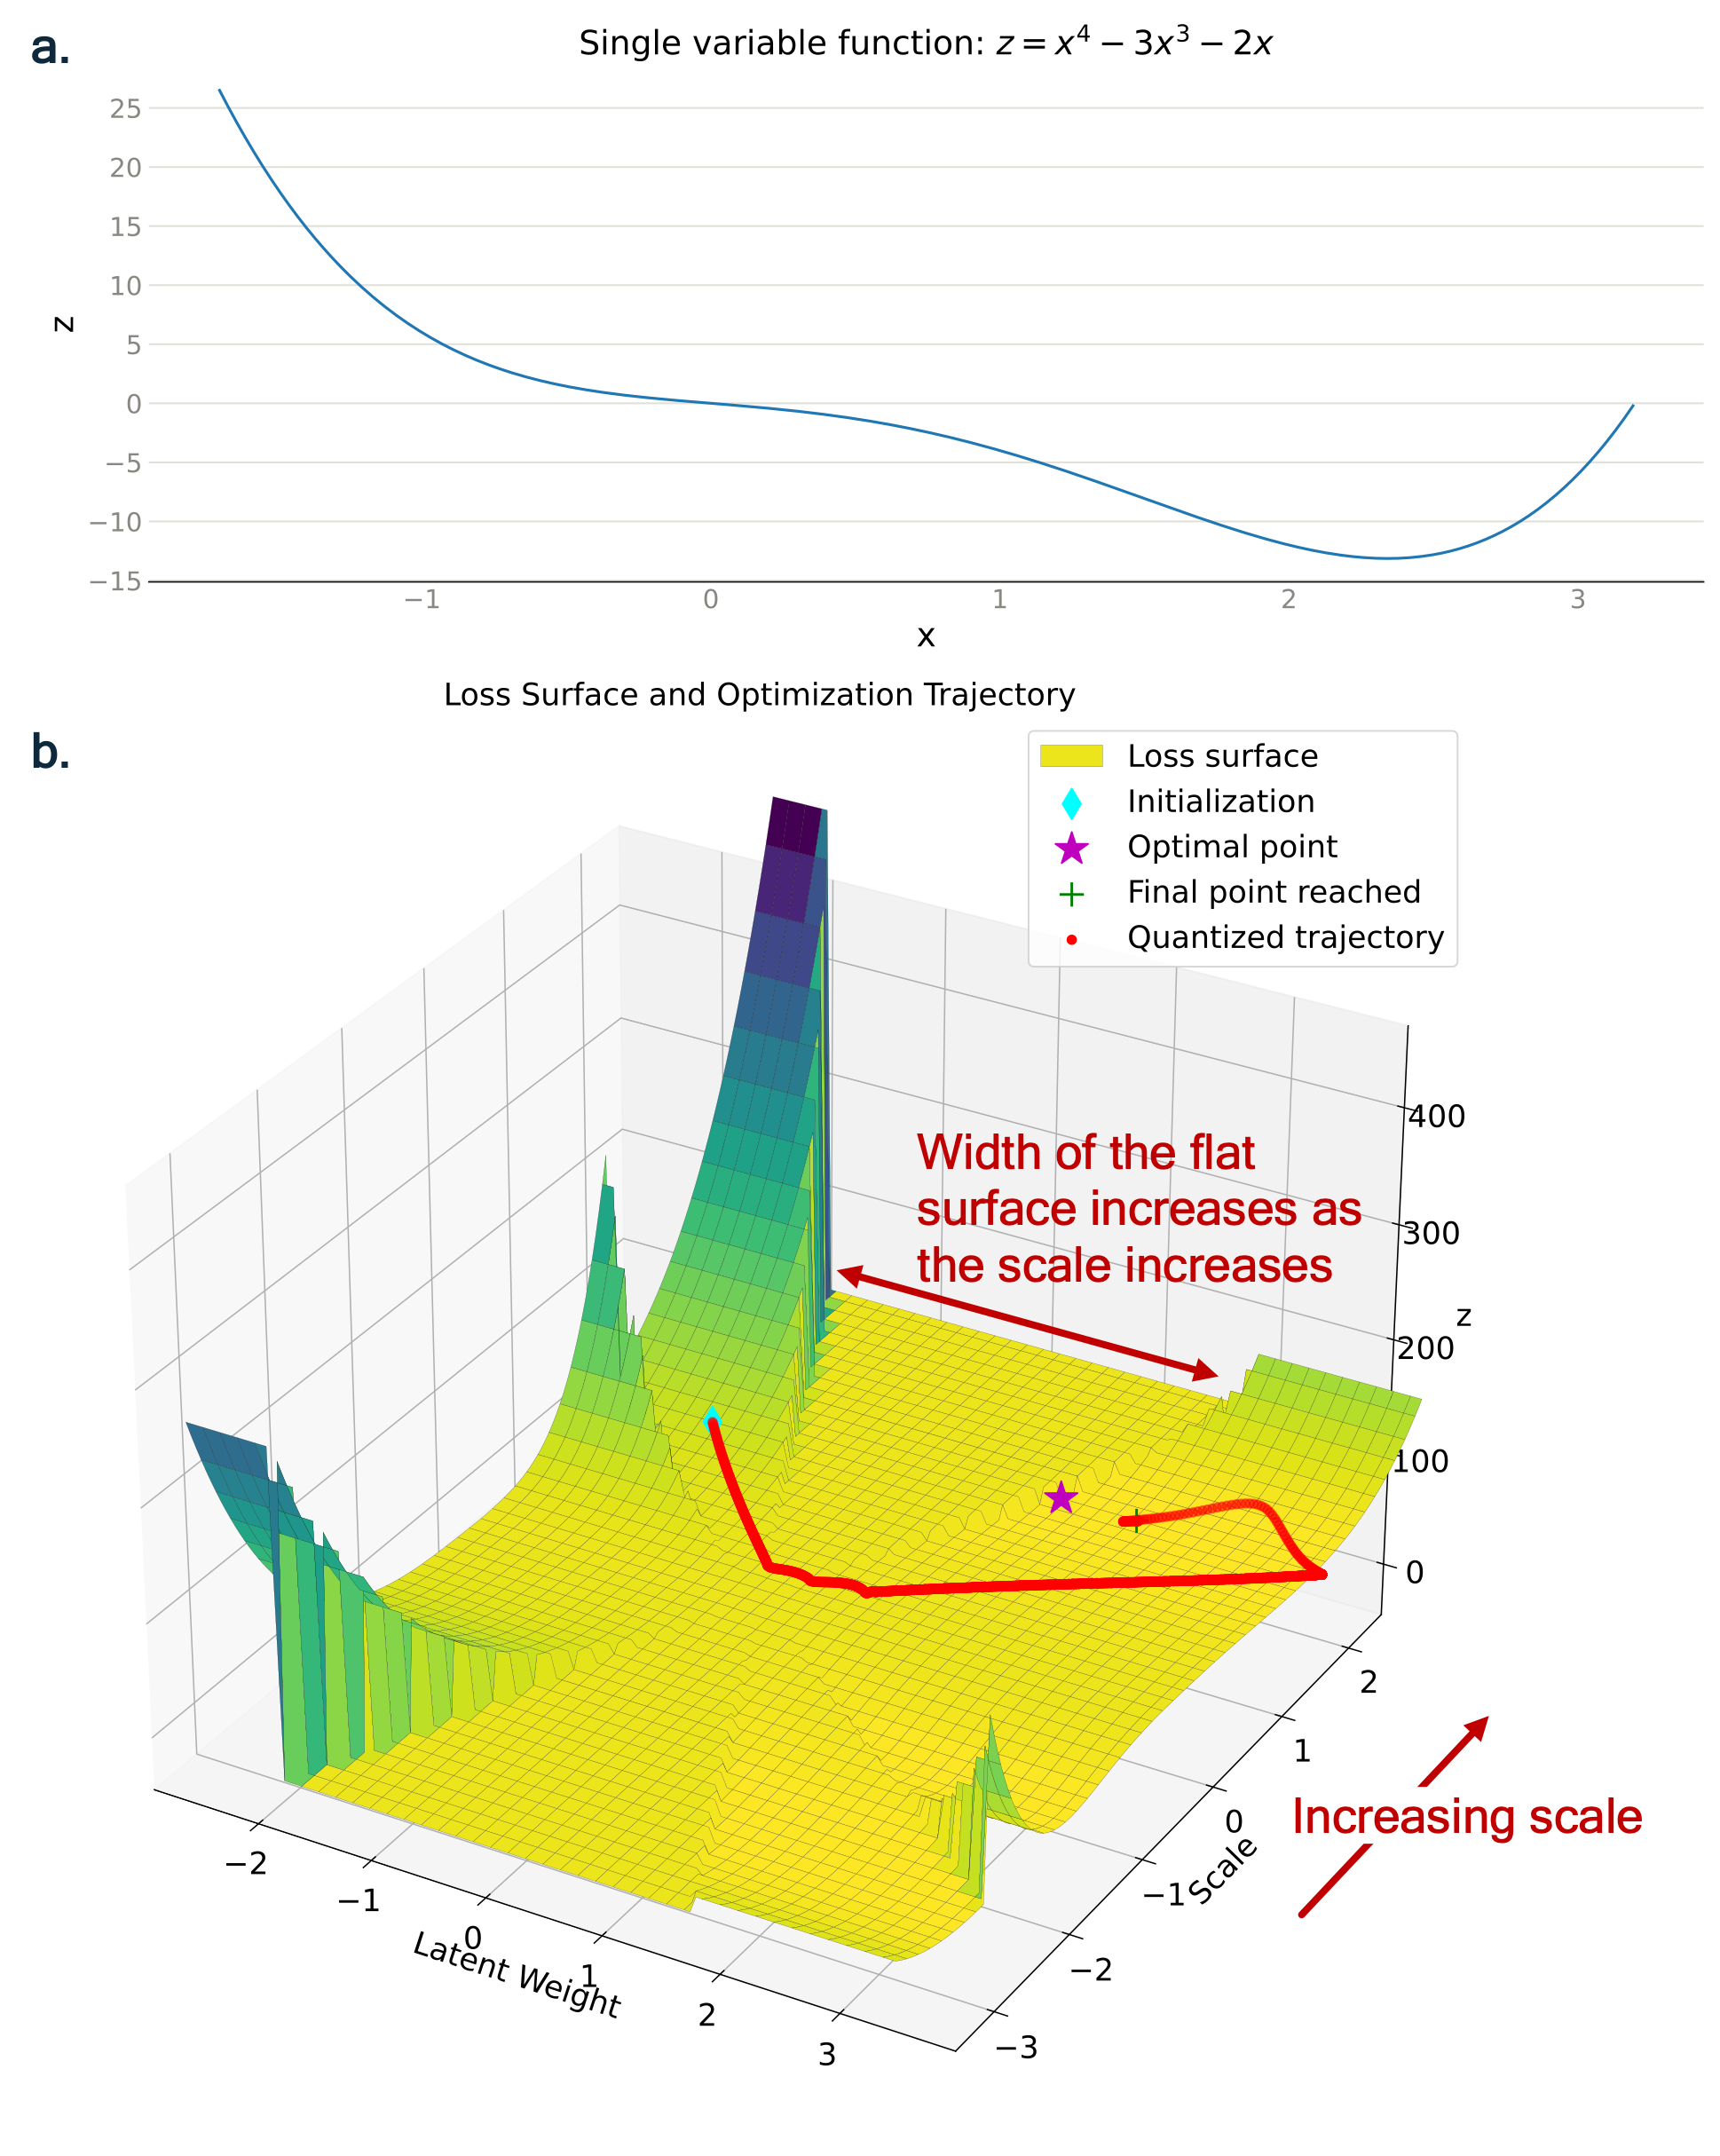 a.
Single variable function: z = x⁴ − 3x³ − 2x
25
20
15
10
5
0
−5
−10
−15
z
−1
0
1
2
3
x
Loss Surface and Optimization Trajectory
b.
Loss surface
Initialization
Optimal point
Final point reached
Quantized trajectory
Width of the flat
surface increases as
the scale increases
400
300
z
200
100
0
2
1
0
−1
−2
−3
Scale
Increasing scale
−2
−1
0
1
2
3
Latent Weight